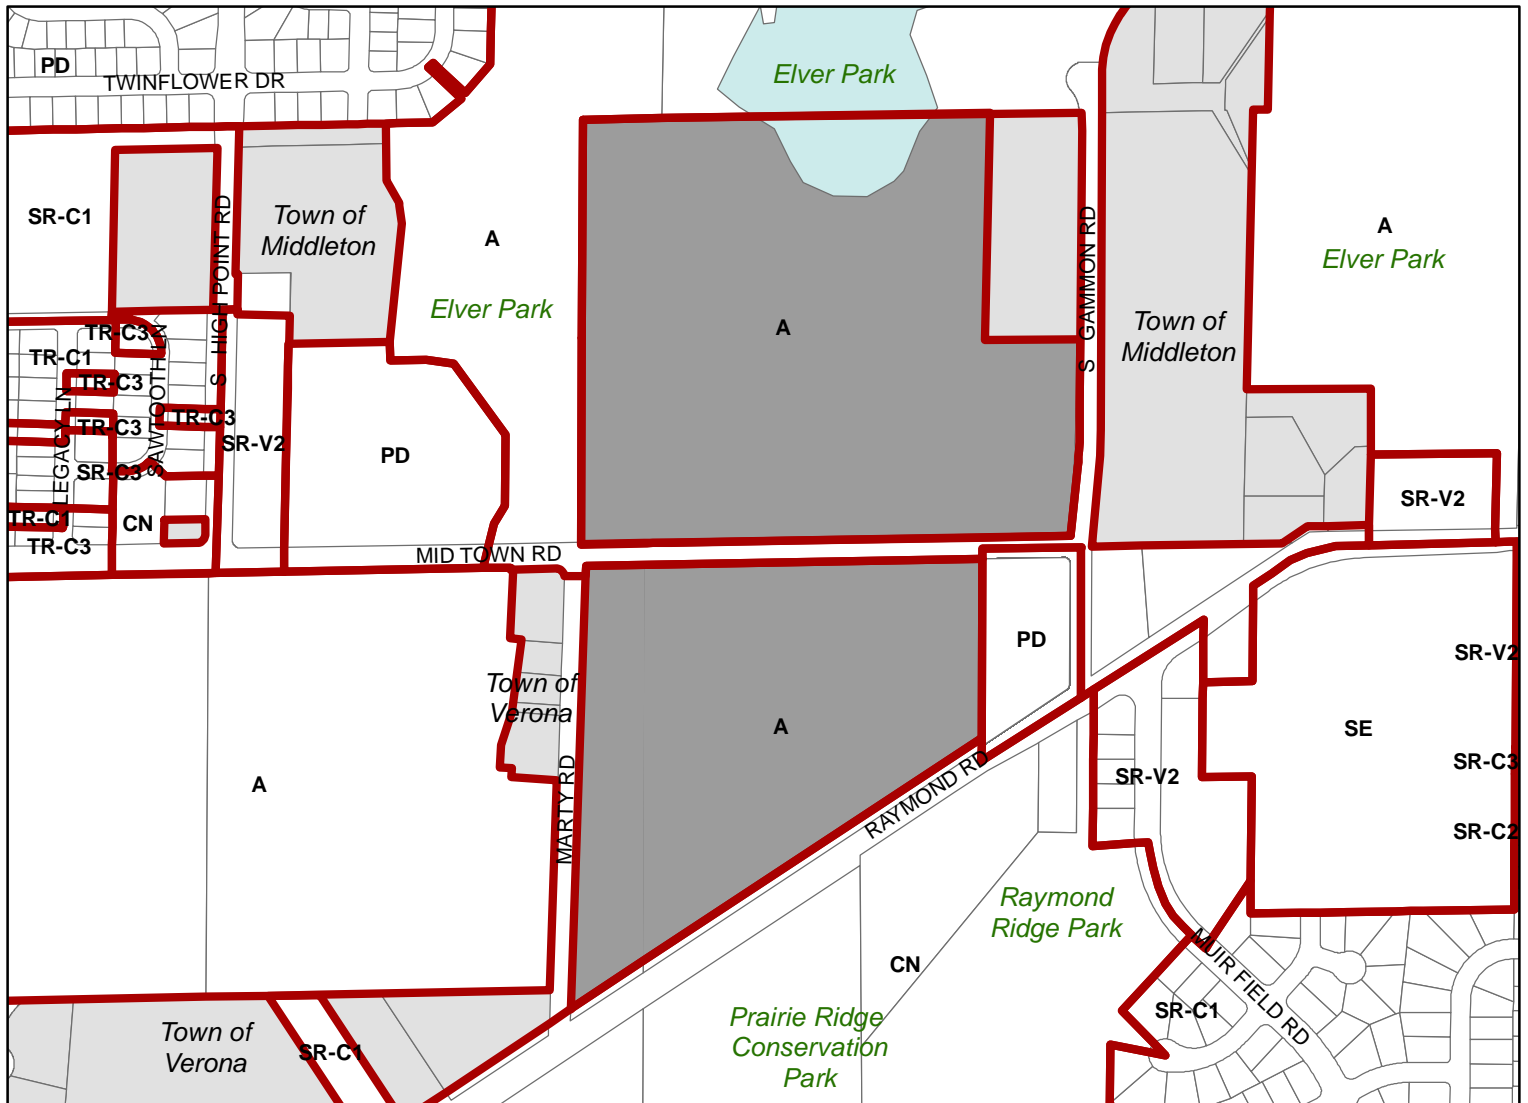 PD
TWINFLOWER DR
Elver Park
SR-C1
S HIGH POINT RD
Town of
Middleton
A
Elver Park
A
S GAMMON RD
Town of
Middleton
A
Elver Park
TR-C3
TR-C1
TR-C3
SAWTOOTH LN
LEGACY LN
TR-C3
TR-C3
SR-V2
SR-C3
PD
TR-C1
CN
TR-C3
SR-V2
MID TOWN RD
Town of
Verona
MARTY RD
A
PD
A
RAYMOND RD
SR-V2
SE
SR-V2
SR-C3
SR-C2
Raymond
Ridge Park
CN
MUIR FIELD RD
SR-C1
Prairie Ridge
Conservation
Park
Town of
Verona
SR-C1